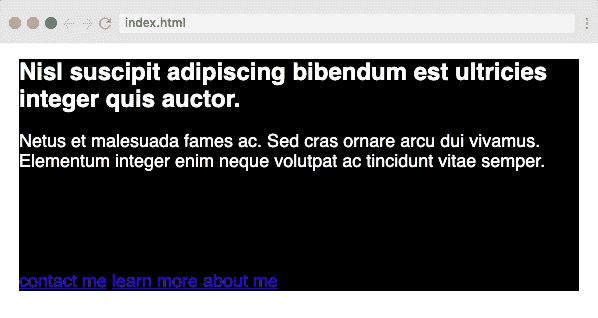 index.html
Nisl suscipit adipiscing bibendum est ultricies
integer quis auctor.
Netus et malesuada fames ac. Sed cras ornare arcu dui vivamus.
Elementum integer enim neque volutpat ac tincidunt vitae semper.
contact me learn more about me